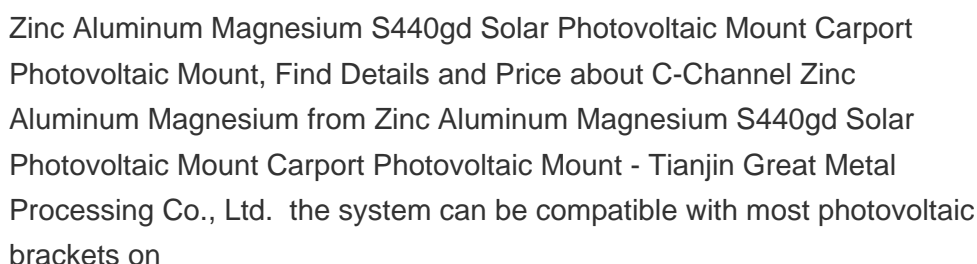 Zinc Aluminum Magnesium S440gd Solar Photovoltaic Mount Carport
Photovoltaic Mount, Find Details and Price about C-Channel Zinc
Aluminum Magnesium from Zinc Aluminum Magnesium S440gd Solar
Photovoltaic Mount Carport Photovoltaic Mount - Tianjin Great Metal
Processing Co., Ltd. the system can be compatible with most photovoltaic
brackets on